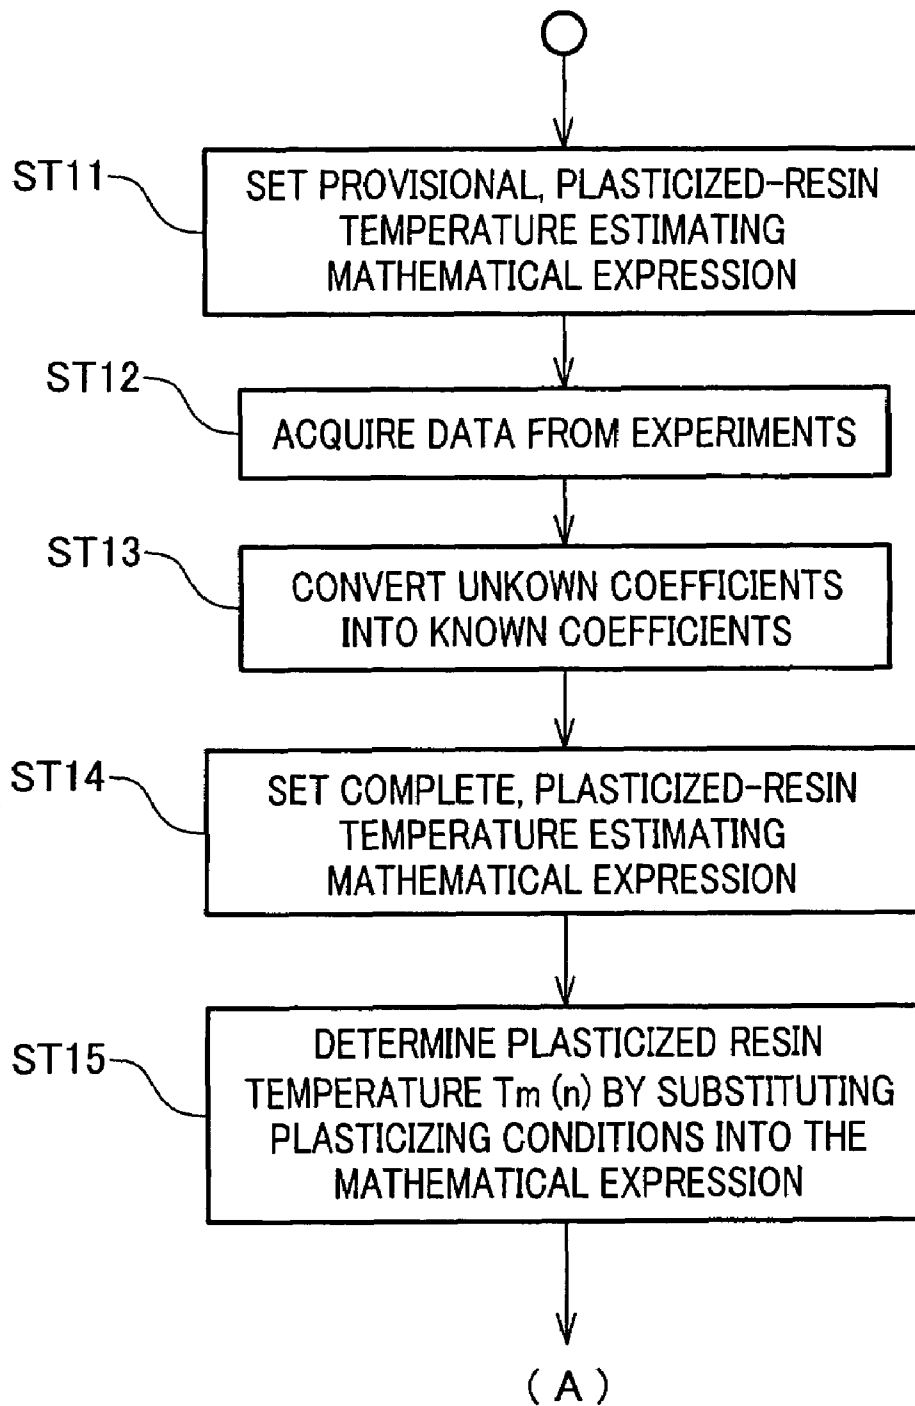 ST11
SET PROVISIONAL, PLASTICIZED-RESIN
TEMPERATURE ESTIMATING
MATHEMATICAL EXPRESSION
ST12
ACQUIRE DATA FROM EXPERIMENTS
ST13
CONVERT UNKOWN COEFFICIENTS
INTO KNOWN COEFFICIENTS
ST14
SET COMPLETE, PLASTICIZED-RESIN
TEMPERATURE ESTIMATING
MATHEMATICAL EXPRESSION
ST15
DETERMINE PLASTICIZED RESIN
TEMPERATURE Tm (n) BY SUBSTITUTING
PLASTICIZING CONDITIONS INTO THE
MATHEMATICAL EXPRESSION
( A )